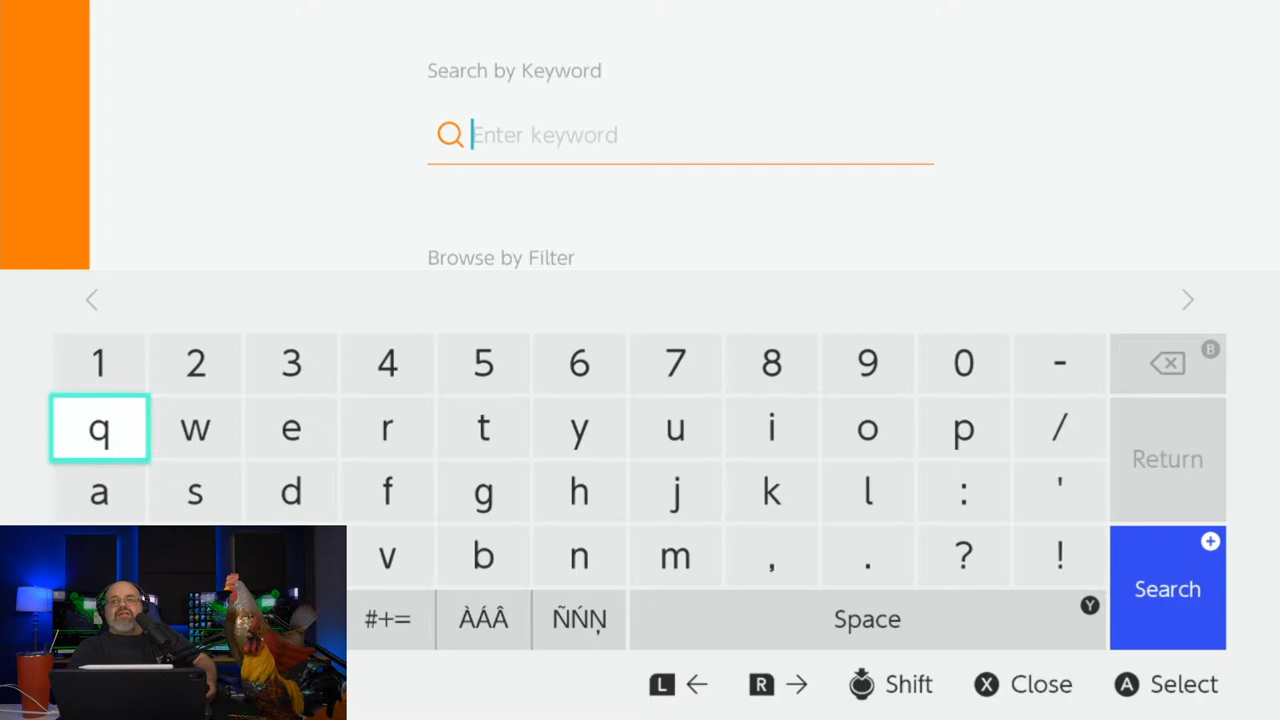 Search by Keyword
Enter keyword
Browse by Filter
1 2 3 4 5 6 7 8 9 0 - B
q w e r t y u i o p / Return
a s d f g h j k l : '
v b n m , . ? ! + Search
#+= ÀÁÂ ÑŃŅ Space Y
L ← R → Shift X Close A Select